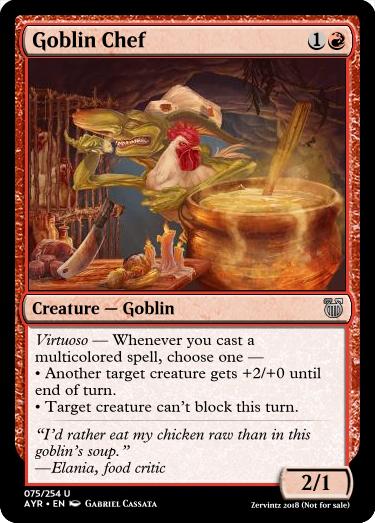 Goblin Chef
1
Creature — Goblin
Virtuoso — Whenever you cast a
multicolored spell, choose one —
• Another target creature gets +2/+0 until
end of turn.
• Target creature can't block this turn.
“I'd rather eat my chicken raw than in this
goblin's soup.”
—Elania, food critic
2/1
075/254 U
AYR • EN Gabriel Cassata
Zervintz 2018 (Not for sale)